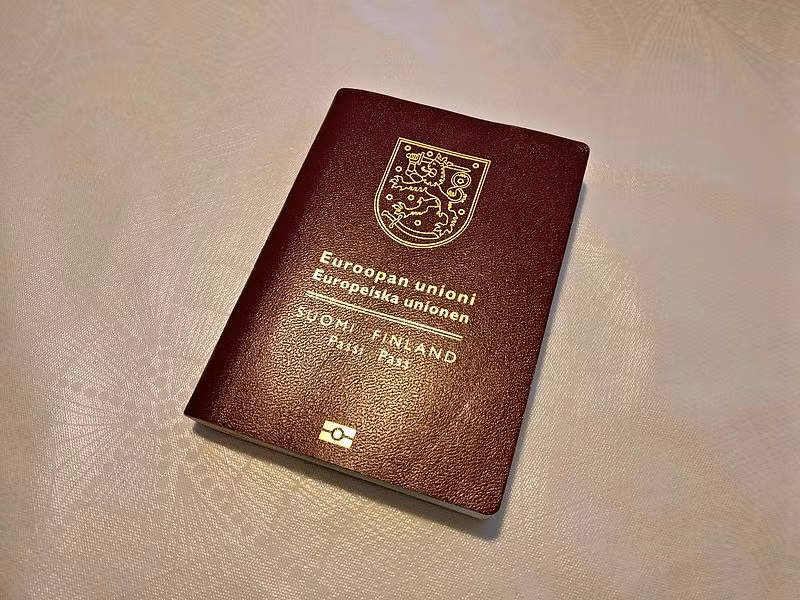 Euroopan unioni
Europeiska unionen
SUOMI FINLAND
Passi Pass